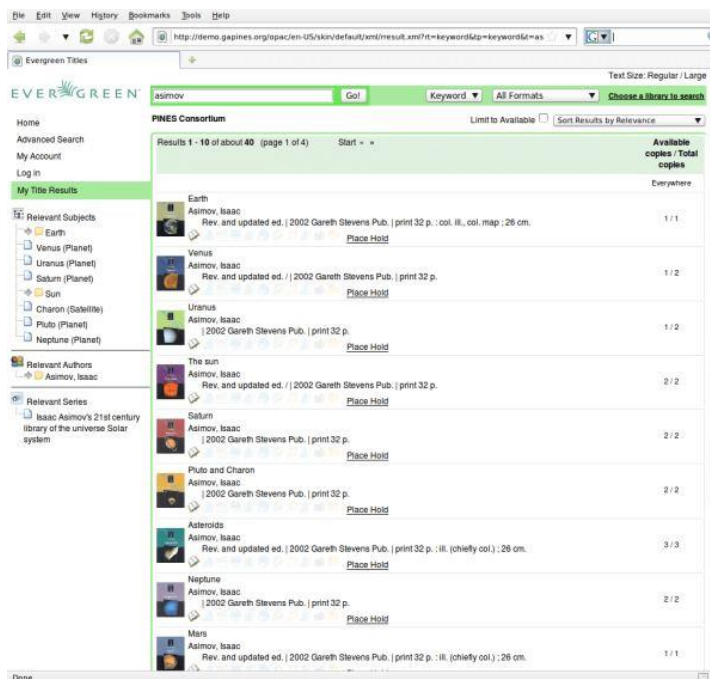 File Edit View History Bookmarks Tools Help
http://demo.gapines.org/opac/en-US/skin/default/xml/rresult.xml?rt=keyword&tp=keyword&t=as
Evergreen Titles
Text Size: Regular / Large
EVERGREEN
asimov Go! Keyword All Formats Choose a library to search
Home
Advanced Search
My Account
Log in
My Title Results
Relevant Subjects
Earth
Venus (Planet)
Uranus (Planet)
Saturn (Planet)
Sun
Charon (Satellite)
Pluto (Planet)
Neptune (Planet)
Relevant Authors
Asimov, Isaac
Relevant Series
Isaac Asimov's 21st century
library of the universe Solar
system
PINES Consortium Limit to Available Sort Results by Relevance
Results 1 - 10 of about 40 (page 1 of 4) Start « »
Available
copies / Total
copies
Everywhere
Earth
Asimov, Isaac
Rev. and updated ed. | 2002 Gareth Stevens Pub. | print 32 p. : col. ill., col. map ; 26 cm.
Place Hold
1 / 1
Venus
Asimov, Isaac
Rev. and updated ed. / | 2002 Gareth Stevens Pub. | print 32 p.
Place Hold
1 / 2
Uranus
Asimov, Isaac
| 2002 Gareth Stevens Pub. | print 32 p.
Place Hold
1 / 2
The sun
Asimov, Isaac
Rev. and updated ed. / | 2002 Gareth Stevens Pub. | print 32 p.
Place Hold
2 / 2
Saturn
Asimov, Isaac
| 2002 Gareth Stevens Pub. | print 32 p.
Place Hold
2 / 2
Pluto and Charon
Asimov, Isaac
| 2002 Gareth Stevens Pub. | print 32 p.
Place Hold
2 / 2
Asteroids
Asimov, Isaac
Rev. and updated ed. | 2002 Gareth Stevens Pub. | print 32 p. : ill. (chiefly col.) ; 26 cm.
Place Hold
3 / 3
Neptune
Asimov, Isaac
| 2002 Gareth Stevens Pub. | print 32 p.
Place Hold
2 / 2
Mars
Asimov, Isaac
Rev. and updated ed. | 2002 Gareth Stevens Pub. | print 32 p. : ill. (chiefly col.) ; 26 cm.
Place Hold
1 / 1
Done